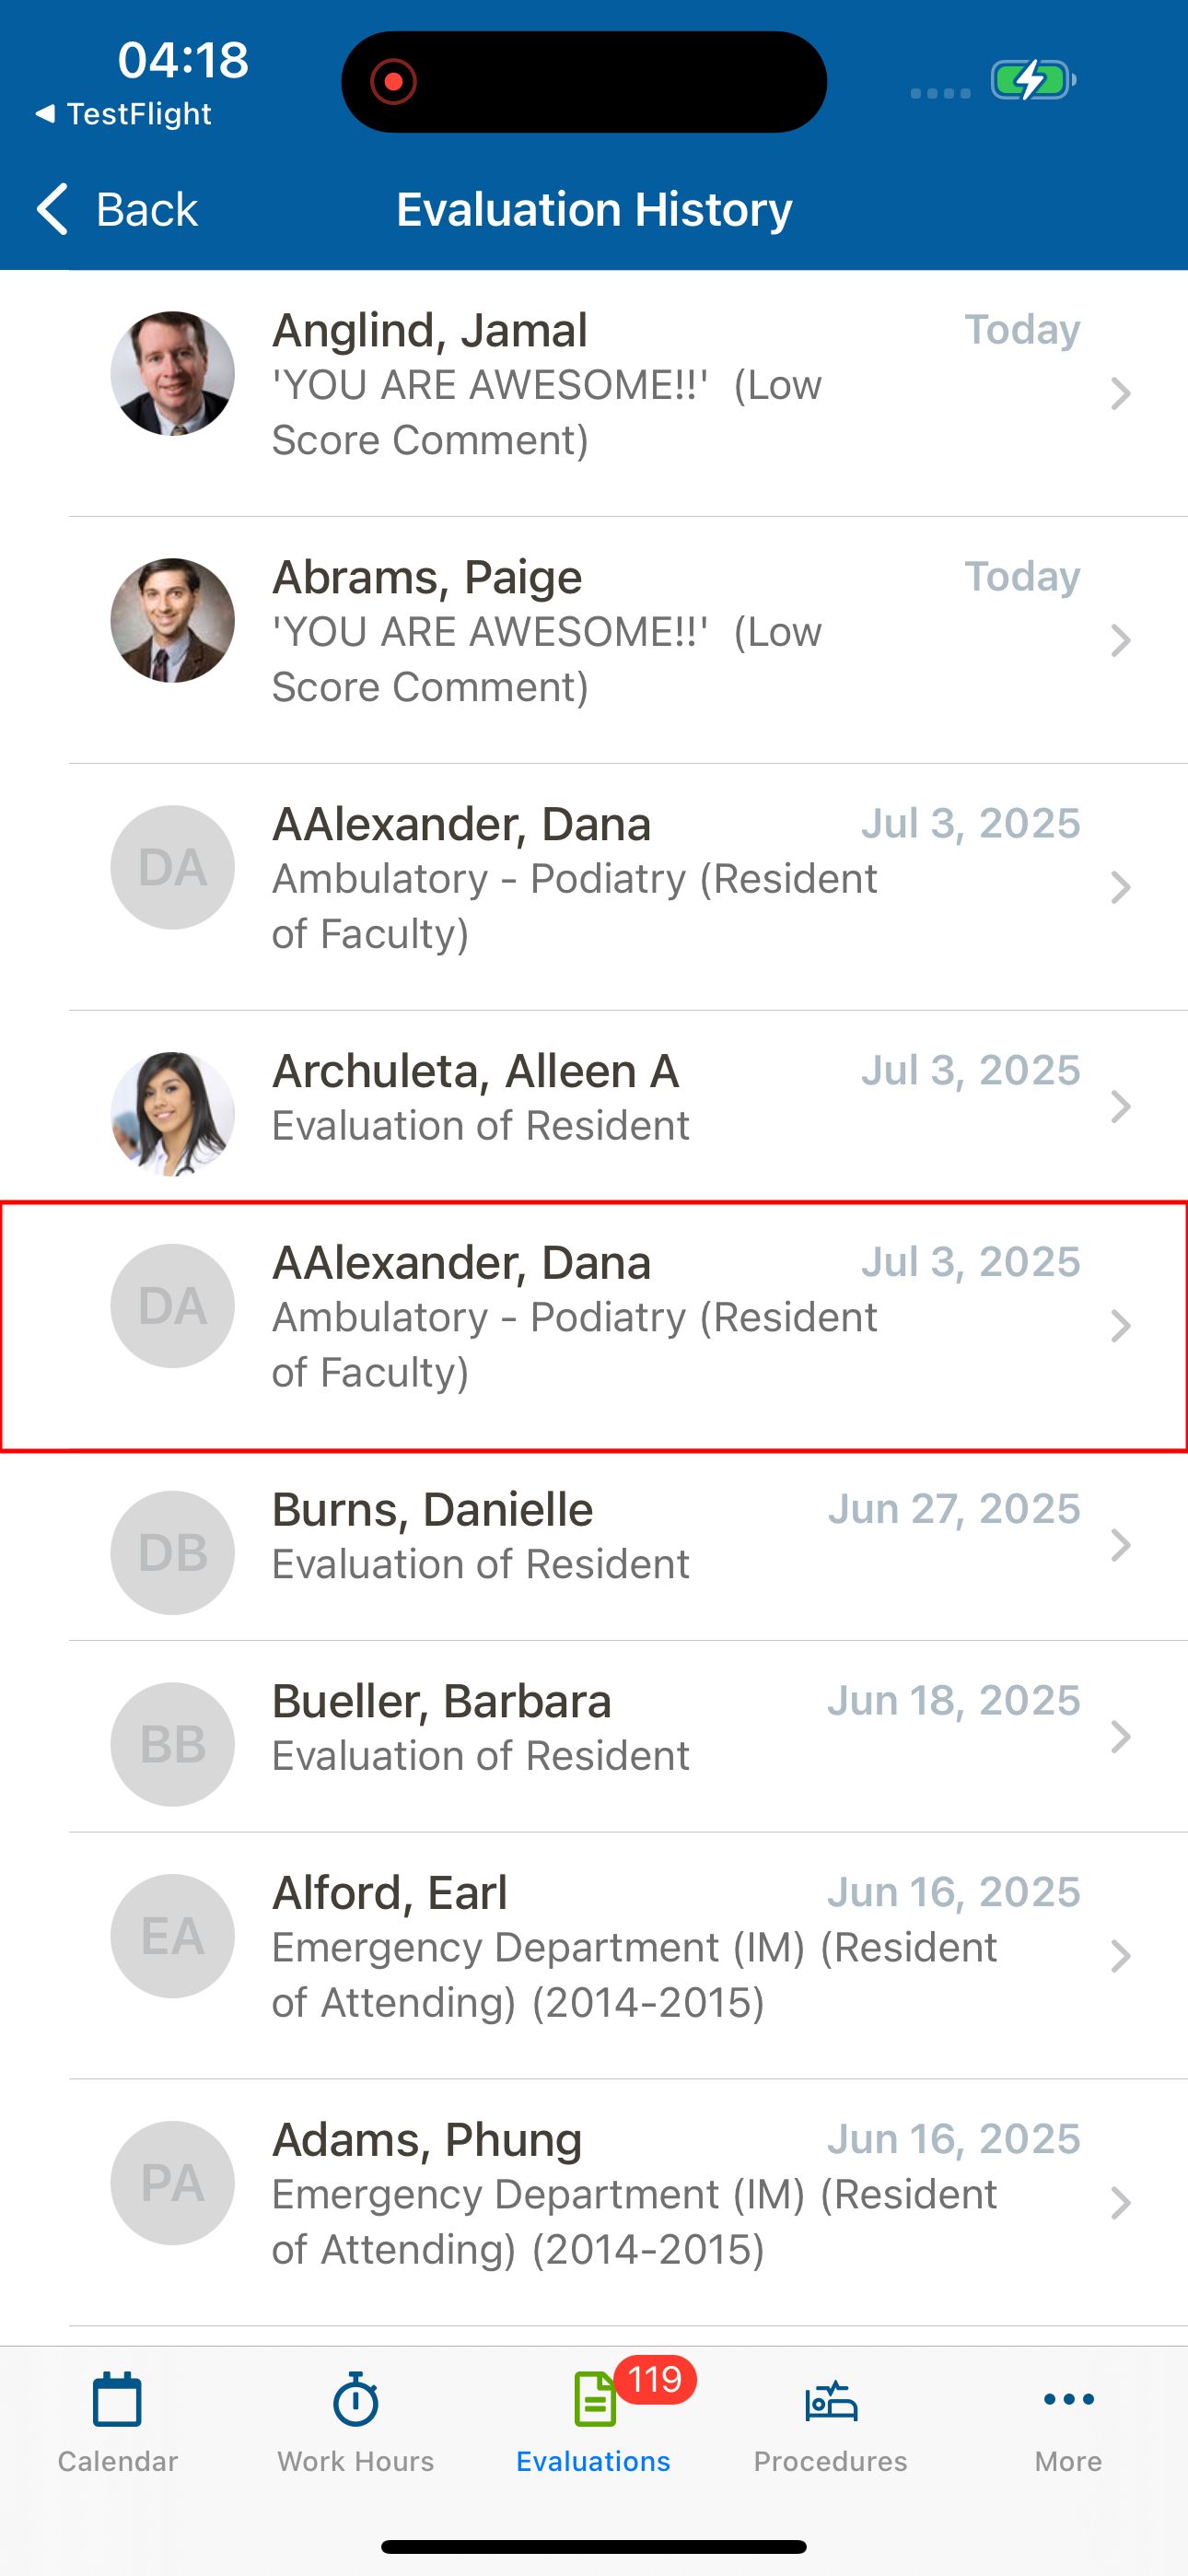 04:18
◀ TestFlight
Back
Evaluation History
Anglind, Jamal
Today
'YOU ARE AWESOME!!'  (Low
Score Comment)
Abrams, Paige
Today
'YOU ARE AWESOME!!'  (Low
Score Comment)
DA
AAlexander, Dana
Jul 3, 2025
Ambulatory - Podiatry (Resident
of Faculty)
Archuleta, Alleen A
Jul 3, 2025
Evaluation of Resident
DA
AAlexander, Dana
Jul 3, 2025
Ambulatory - Podiatry (Resident
of Faculty)
DB
Burns, Danielle
Jun 27, 2025
Evaluation of Resident
BB
Bueller, Barbara
Jun 18, 2025
Evaluation of Resident
EA
Alford, Earl
Jun 16, 2025
Emergency Department (IM) (Resident
of Attending) (2014-2015)
PA
Adams, Phung
Jun 16, 2025
Emergency Department (IM) (Resident
of Attending) (2014-2015)
119
Calendar
Work Hours
Evaluations
Procedures
More